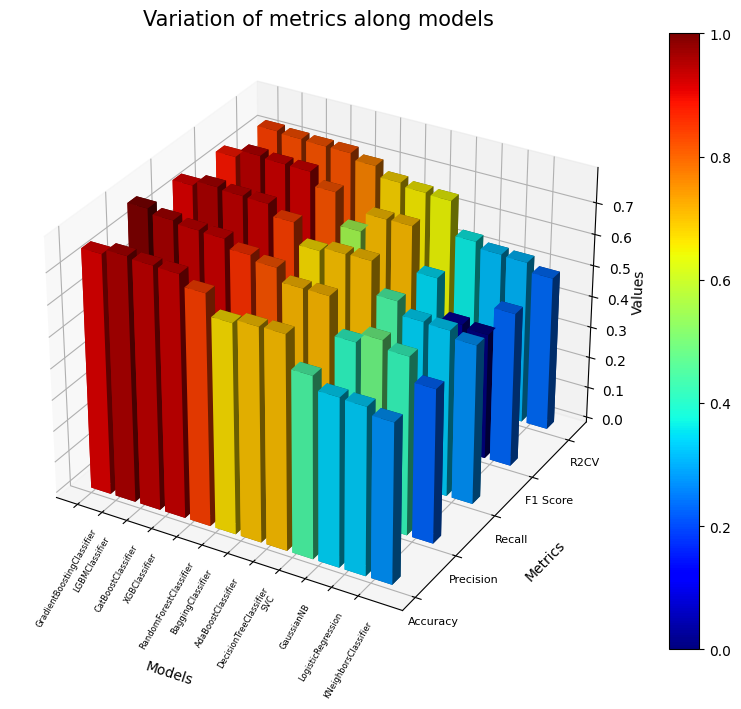 Variation of metrics along models
1.0
0.8
0.6
0.4
0.2
0.0
0.7
0.6
0.5
0.4
0.3
0.2
0.1
0.0
Values
R2CV
F1 Score
Recall
Precision
Accuracy
Metrics
GradientBoostingClassifier
LGBMClassifier
CatBoostClassifier
XGBClassifier
RandomForestClassifier
BaggingClassifier
AdaBoostClassifier
DecisionTreeClassifier
SVC
GaussianNB
LogisticRegression
KNeighborsClassifier
Models